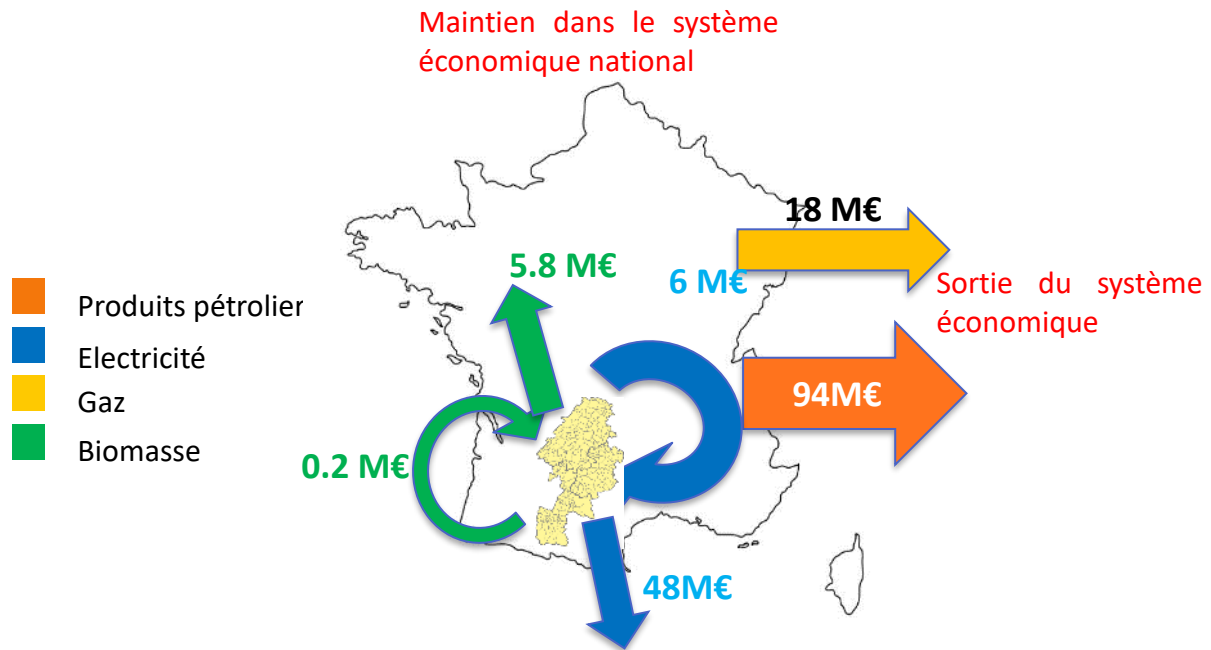 Maintien dans le système
économique national
18 M€
5.8 M€
6 M€
Sortie du système
économique
Produits pétrolier
Electricité
Gaz
Biomasse
94M€
0.2 M€
48M€